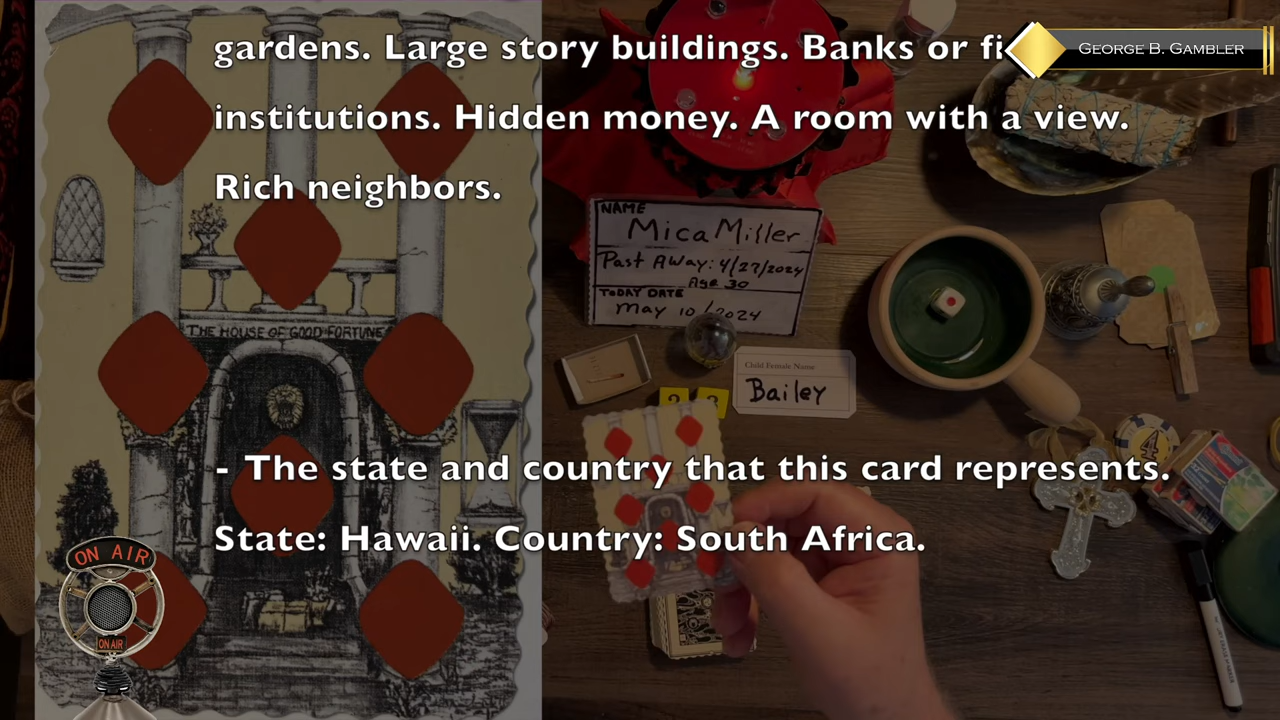 gardens. Large story buildings. Banks or fi
GEORGE B. GAMBLER
institutions. Hidden money. A room with a view.
Rich neighbors.
NAME
Mica Miller
Past AWay: 4/27/2024
Age 30
TODAY DATE
May 10/2024
THE HOUSE OF GOOD FORTUNE
Child Female Name
Bailey
- The state and country that this card represents.
State: Hawaii. Country: South Africa.
ON AIR
ON AIR